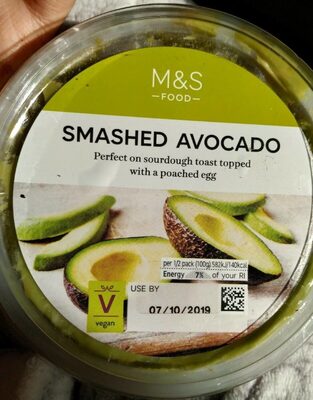 M&S
—FOOD—
SMASHED AVOCADO
Perfect on sourdough toast topped
with a poached egg
per 1/2 pack (100g) 582kJ/140kcal
Energy 7% of your RI
V
vegan
USE BY
07/10/2019